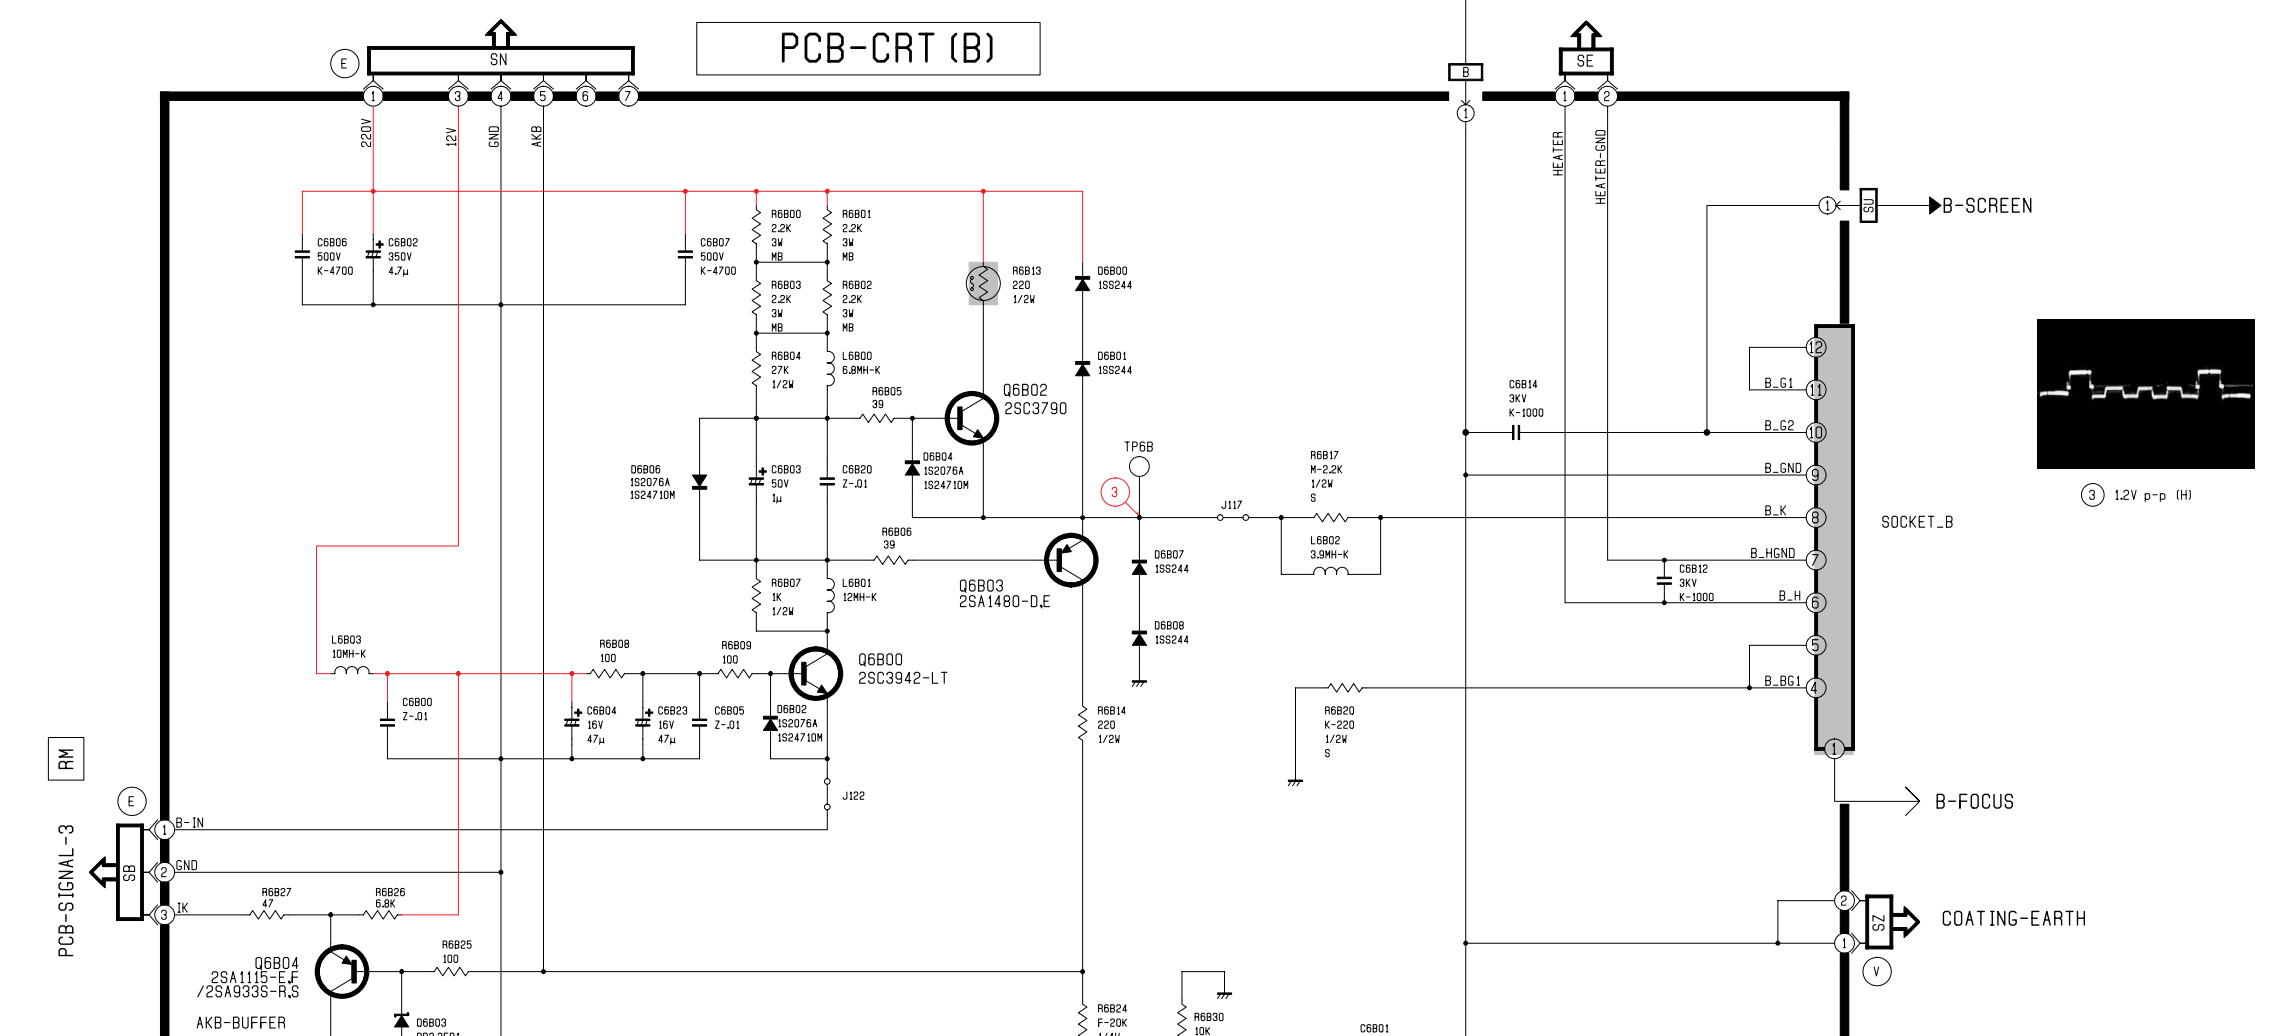 PCB-CRT (B)
E
SN
B
SE
1
3
4
5
6
7
1
1
2
220V
12V
GND
AKB
HEATER
HEATER-GND
1
SU
B-SCREEN
C6B06
500V
K-4700
C6B02
350V
4.7µ
C6B07
500V
K-4700
R6B00
2.2K
3W
MB
R6B01
2.2K
3W
MB
R6B03
2.2K
3W
MB
R6B02
2.2K
3W
MB
R6B13
220
1/2W
D6B00
1SS244
R6B04
27K
1/2W
L6B00
6.8MH-K
D6B01
1SS244
R6B05
39
Q6B02
2SC3790
C6B14
3KV
K-1000
12
B_G1
11
B_G2
10
D6B06
1S2076A
1S2471OM
C6B03
50V
1µ
C6B20
Z-.01
D6B04
1S2076A
1S2471OM
TP6B
3
R6B17
M-2.2K
1/2W
S
B_GND
9
3 1.2V p-p (H)
J117
B_K
8
SOCKET_B
R6B06
39
L6B02
3.9MH-K
D6B07
1SS244
B_HGND
7
R6B07
1K
1/2W
L6B01
12MH-K
Q6B03
2SA1480-D,E
C6B12
3KV
K-1000
B_H
6
L6B03
10MH-K
R6B08
100
R6B09
100
D6B08
1SS244
5
Q6B00
2SC3942-LT
B_BG1
4
C6B00
Z-.01
C6B04
16V
47µ
C6B23
16V
47µ
C6B05
Z-.01
D6B02
1S2076A
1S2471OM
R6B14
220
1/2W
R6B20
K-220
1/2W
S
1
RM
J122
E
B-FOCUS
PCB-SIGNAL-3
SB
1
B-IN
2
GND
3
IK
R6B27
47
R6B26
6.8K
2
1
SZ
COATING-EARTH
V
R6B25
100
Q6B04
2SA1115-E,F
/2SA933S-R,S
AKB-BUFFER
D6B03
R6B24
F-20K
R6B30
10K
C6B01